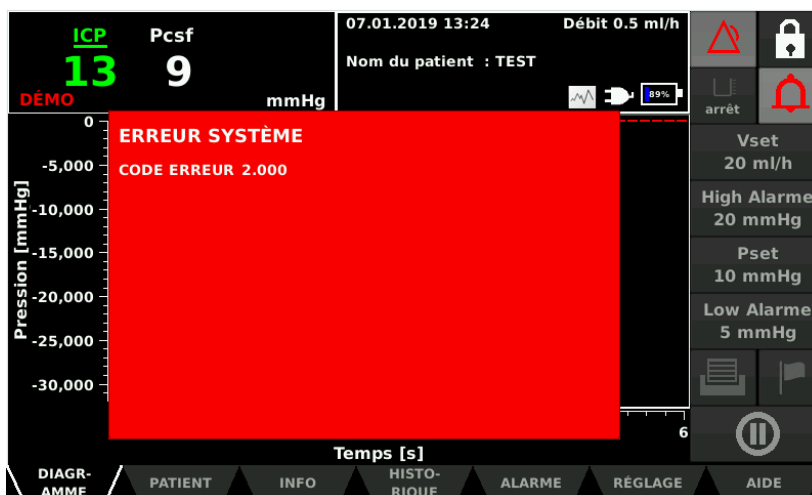 ICP Pcsf
13 9
DÉMO mmHg
07.01.2019 13:24 Débit 0.5 ml/h
Nom du patient : TEST
89%
arrêt
ERREUR SYSTÈME
CODE ERREUR 2.000
Pression [mmHg]
0
-5,000
-10,000
-15,000
-20,000
-25,000
-30,000
6
Temps [s]
Vset
20 ml/h
High Alarme
20 mmHg
Pset
10 mmHg
Low Alarme
5 mmHg
DIAGR-
AMME
PATIENT
INFO
HISTO-
RIQUE
ALARME
RÉGLAGE
AIDE